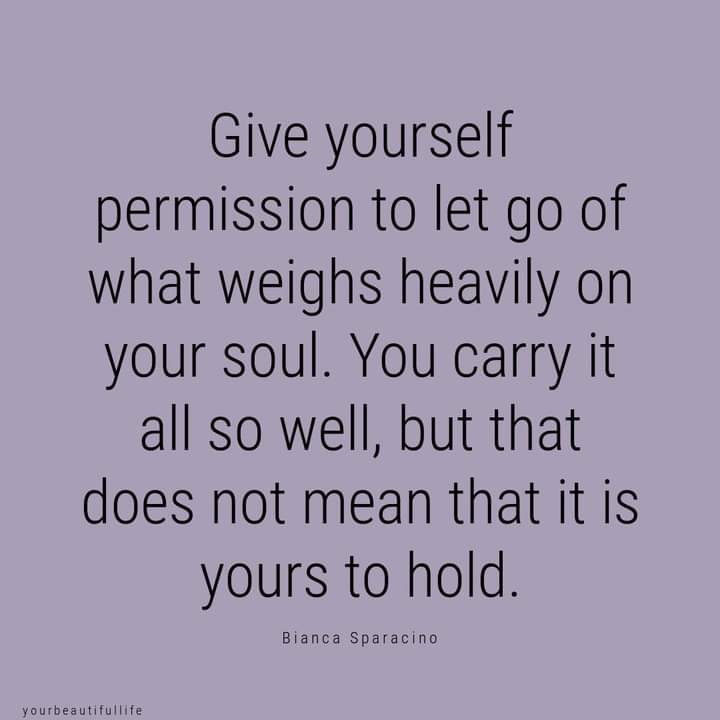 Give yourself
permission to let go of
what weighs heavily on
your soul. You carry it
all so well, but that
does not mean that it is
yours to hold.
Bianca Sparacino
yourbeautifullife